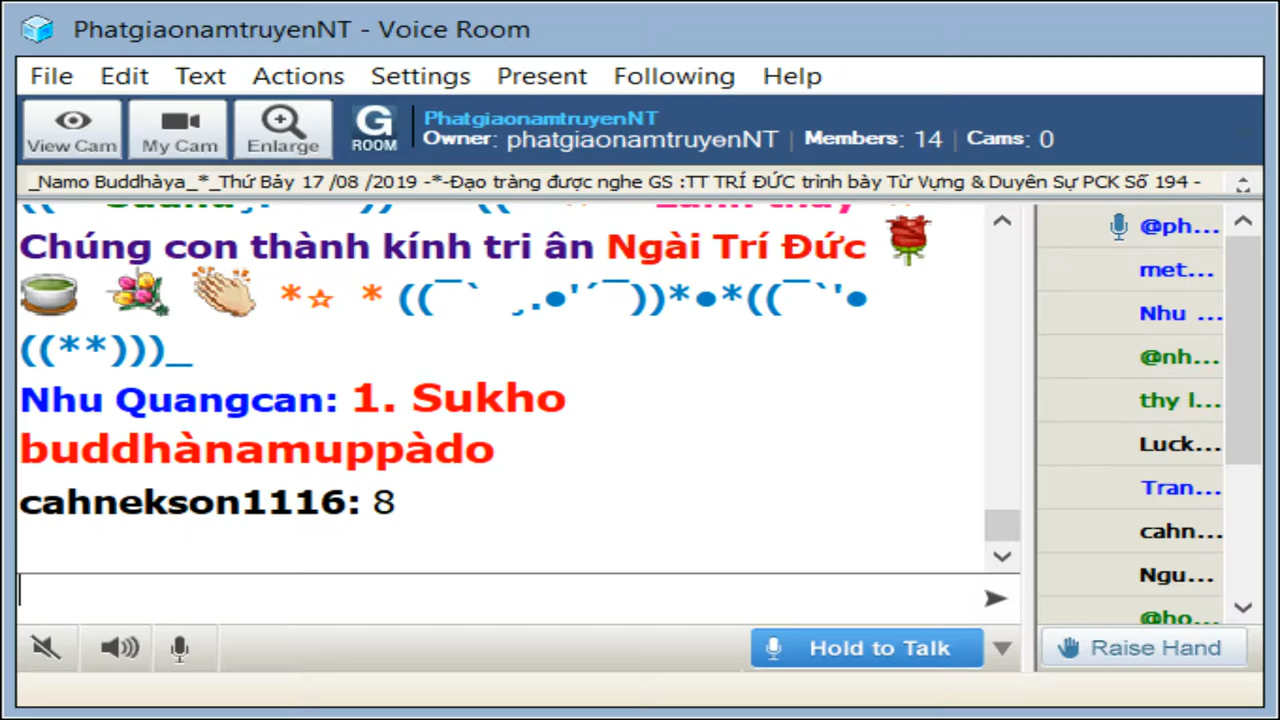 PhatgiaonamtruyenNT - Voice Room
File Edit Text Actions Settings Present Following Help
View Cam My Cam Enlarge G ROOM
PhatgiaonamtruyenNT
Owner: phatgiaonamtruyenNT | Members: 14 | Cams: 0
_Namo Buddhàya_*_Thứ Bảy 17 /08 /2019 -*-Đạo tràng được nghe GS :TT TRÍ ĐỨC trình bày Từ Vựng & Duyên Sự PCK Số 194 -
Chúng con thành kính tri ân Ngài Trí Đức
*☆ * ((¯` ¸.●'´¯))*●*((¯`'●
((**)))_
Nhu Quangcan: 1. Sukho
buddhànamuppàdo
cahnekson1116: 8
@ph...
met...
Nhu ...
@nh...
thy l...
Luck...
Tran...
cahn...
Ngu...
@ho...
Hold to Talk
Raise Hand